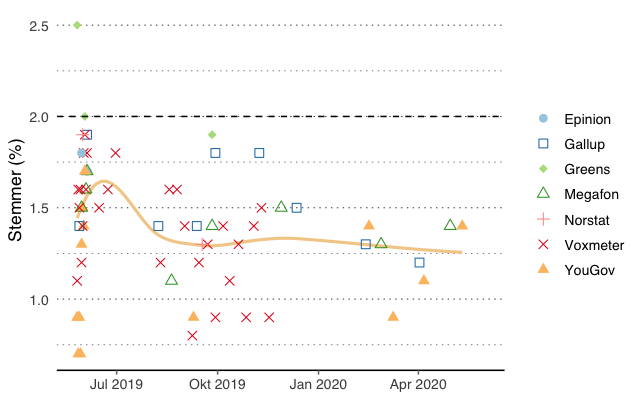 Stemmer (%)
2.5
2.0
1.5
1.0
Jul 2019
Okt 2019
Jan 2020
Apr 2020
Epinion
Gallup
Greens
Megafon
Norstat
Voxmeter
YouGov